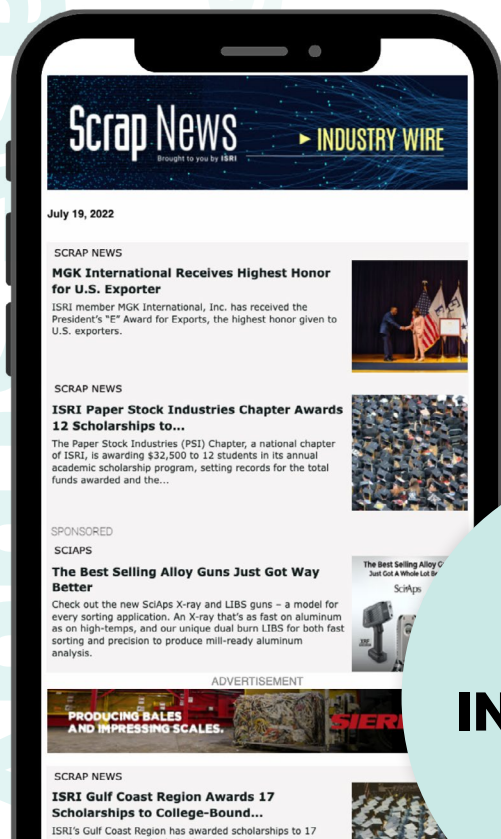 Scrap News
Brought to you by ISRI
INDUSTRY WIRE
July 19, 2022
SCRAP NEWS
MGK International Receives Highest Honor
for U.S. Exporter
ISRI member MGK International, Inc. has received the
President's "E" Award for Exports, the highest honor given to
U.S. exporters.
SCRAP NEWS
ISRI Paper Stock Industries Chapter Awards
12 Scholarships to...
The Paper Stock Industries (PSI) Chapter, a national chapter
of ISRI, is awarding $32,500 to 12 students in its annual
academic scholarship program, setting records for the total
funds awarded and the...
SPONSORED
SCIAPS
The Best Selling Alloy Guns Just Got Way
Better
Check out the new SciAps X-ray and LIBS guns – a model for
every sorting application. An X-ray that's as fast on aluminum
as on high-temps, and our unique dual burn LIBS for both fast
sorting and precision to produce mill-ready aluminum
analysis.
The Best Selling Alloy
Just Got A Whole Lot
SciAps
ADVERTISEMENT
PRODUCING BALES
AND IMPRESSING SCALES.
SIER
SCRAP NEWS
ISRI Gulf Coast Region Awards 17
Scholarships to College-Bound...
ISRI's Gulf Coast Region has awarded scholarships to 17
IN